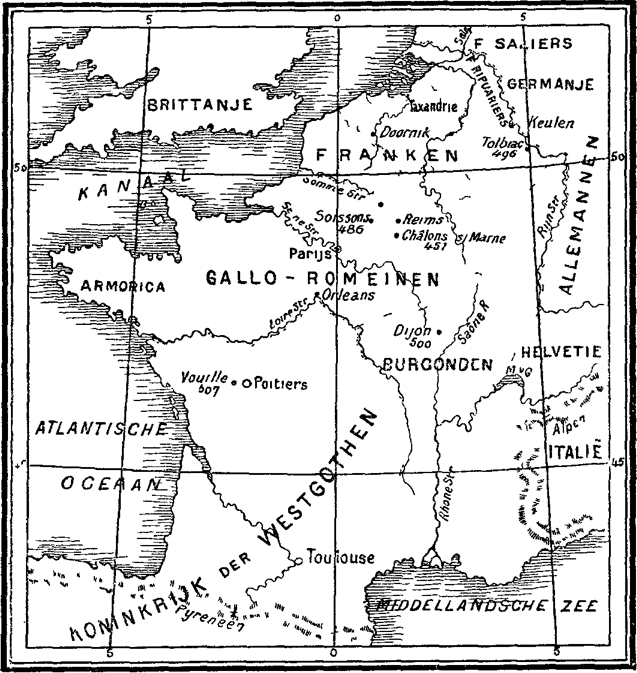 5 0 5
F SALIERS
RIPUARIERS
GERMANJE
BRITTANJE
Taxandrie
Keulen
Doornik
Tolbiac
496
FRANKEN
50 50
KANAAL
Somme Str
ALLEMANNEN
Rijn Str
Seine Str
Soissons
486
Reims
Châlons
451
Marne
Parijs
GALLO-ROMEINEN
ARMORICA
Orleans
Loire Str
Dijon
500
Saône R
BURGONDEN
HELVETIE
M v G
Vouille
507
Poitiers
Alpen
ATLANTISCHE
OCEAAN
ITALIË
45
Rhone Str
KONINKRIJK DER WESTGOTHEN
Toulouse
Pyreneën
MIDDELLANDSCHE ZEE
5 0 5